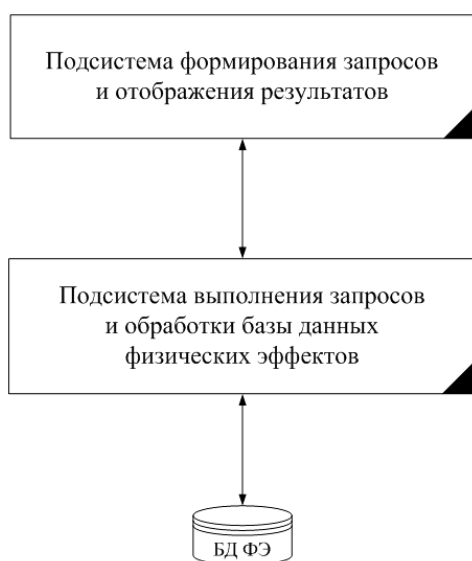 Подсистема формирования запросов
и отображения результатов
Подсистема выполнения запросов
и обработки базы данных
физических эффектов
БД ФЭ